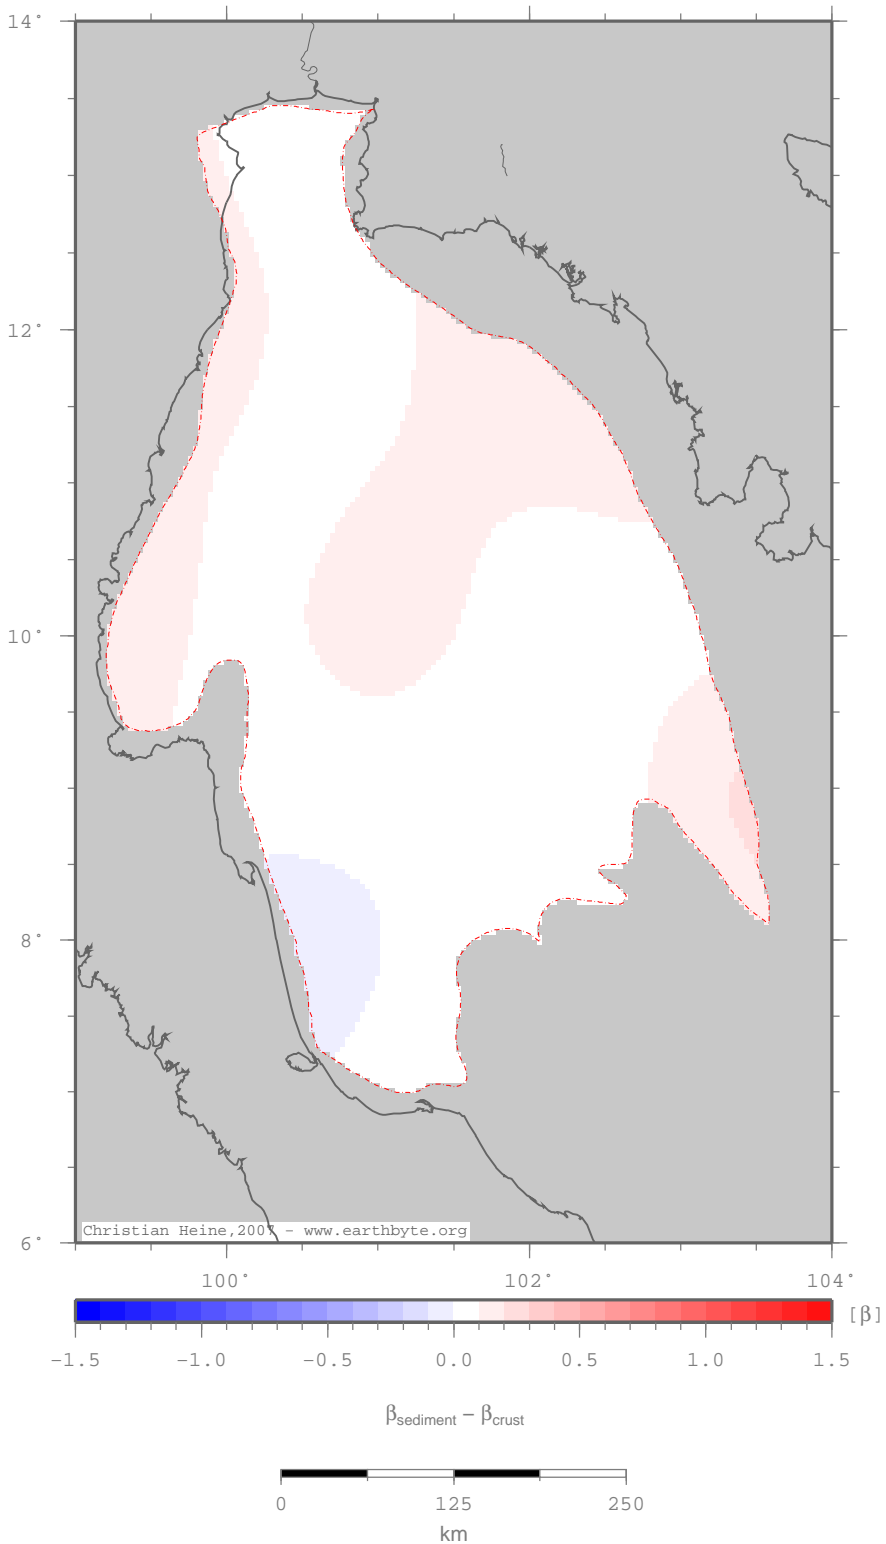 14°
12°
10°
8°
6°
Christian Heine,2007 - www.earthbyte.org
100° 102° 104°
[β]
−1.5 −1.0 −0.5 0.0 0.5 1.0 1.5
βsediment − βcrust
0 125 250
km